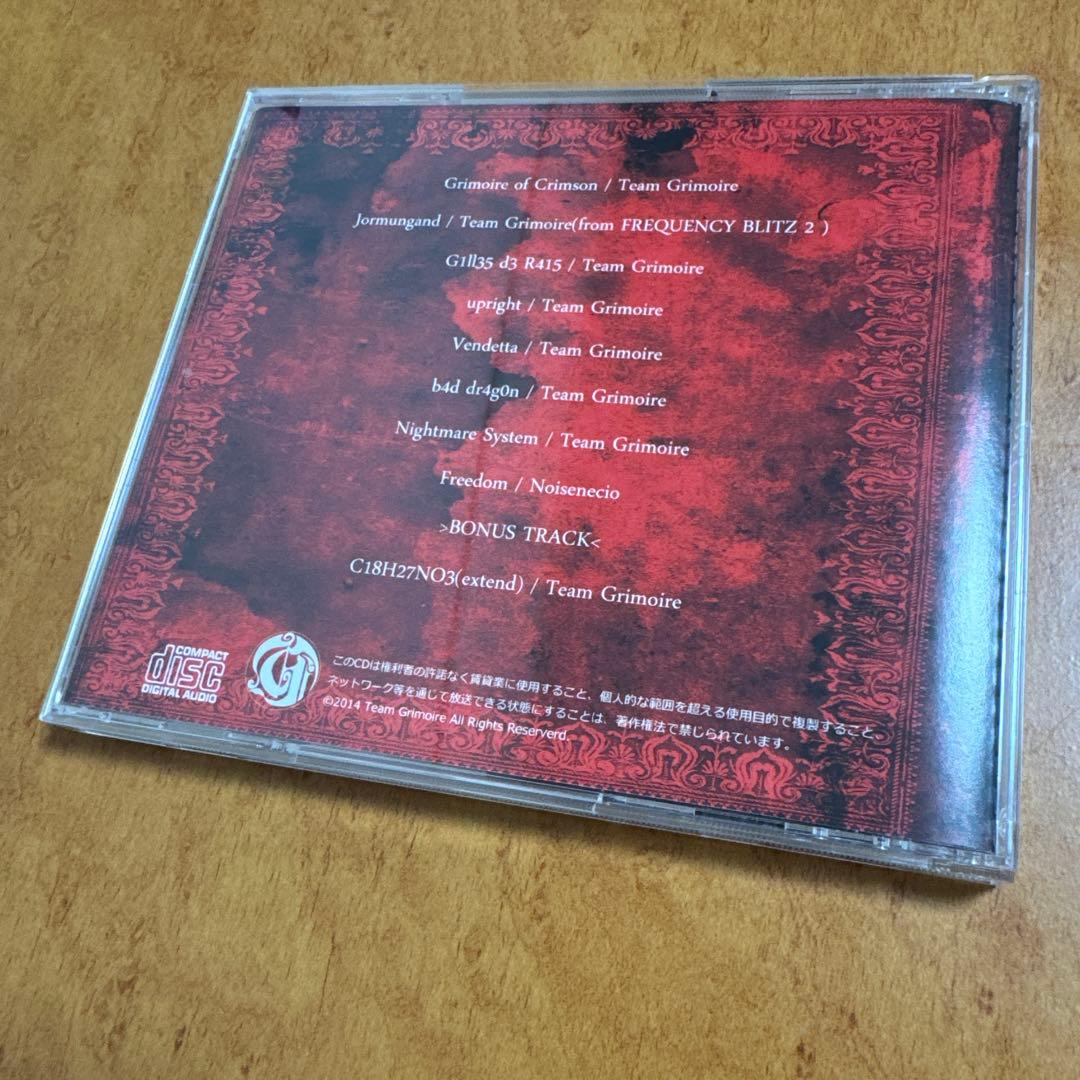 Grimoire of Crimson / Team Grimoire
Jormungand / Team Grimoire(from FREQUENCY BLITZ 2 )
G1ll35 d3 R415 / Team Grimoire
upright / Team Grimoire
Vendetta / Team Grimoire
b4d dr4g0n / Team Grimoire
Nightmare System / Team Grimoire
Freedom / Noisenecio
>BONUS TRACK<
C18H27NO3(extend) / Team Grimoire
COMPACT
disc
DIGITAL AUDIO
G
このCDは権利者の許諾なく賃貸業に使用すること、個人的な範囲を超える使用目的で複製すること、
ネットワーク等を通じて放送できる状態にすることは、著作権法で禁じられています。
©2014 Team Grimoire All Rights Reserverd.